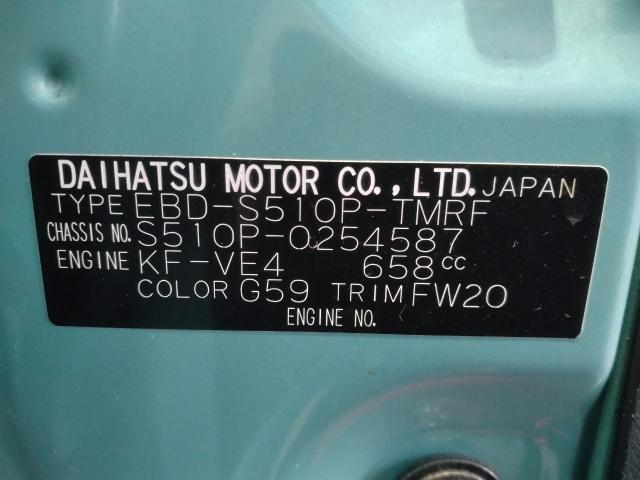 DAIHATSU MOTOR CO., LTD. JAPAN
TYPE EBD-S510P-TMRF
CHASSIS NO. S510P-0254587
ENGINE KF-VE4 658cc
COLOR G59 TRIM FW20
ENGINE NO.